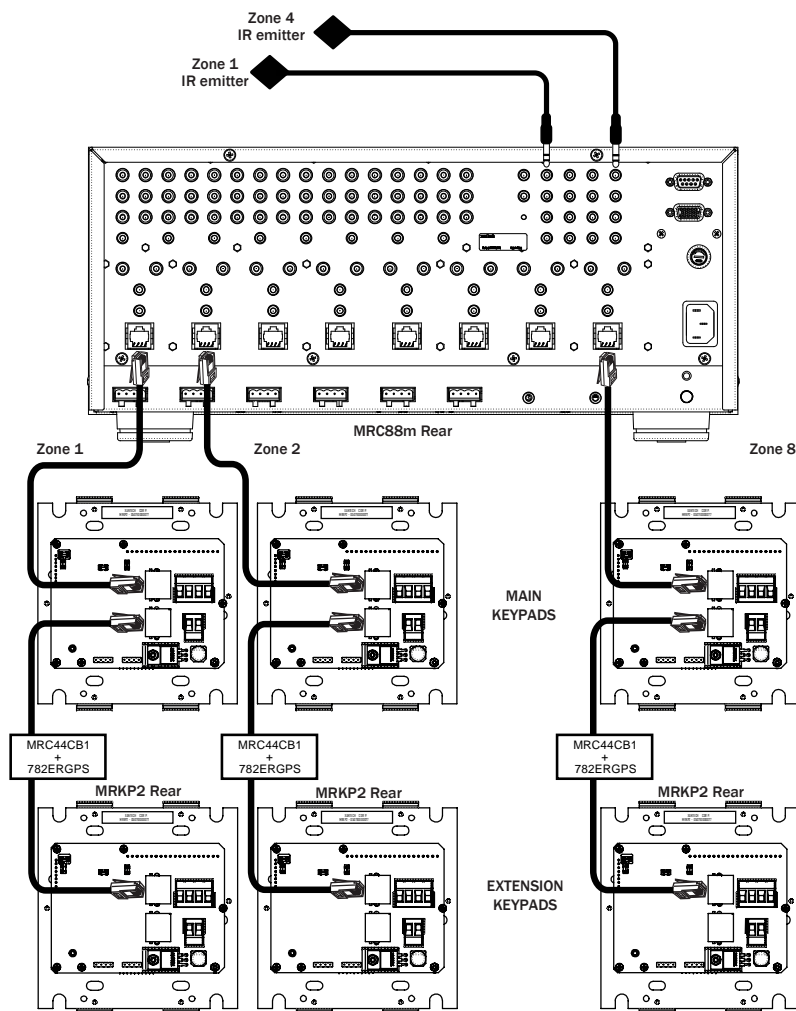 Zone 4
IR emitter
Zone 1
IR emitter
MRC88m Rear
Zone 1
Zone 2
Zone 8
MAIN
KEYPADS
MRC44CB1
+
782ERGPS
MRC44CB1
+
782ERGPS
MRC44CB1
+
782ERGPS
MRKP2 Rear
MRKP2 Rear
MRKP2 Rear
EXTENSION
KEYPADS